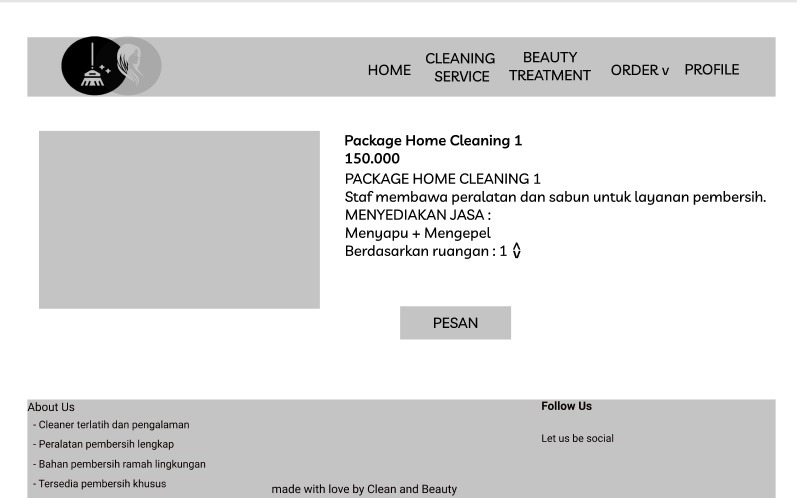 HOME
CLEANING
SERVICE
BEAUTY
TREATMENT
ORDER v
PROFILE
Package Home Cleaning 1
150.000
PACKAGE HOME CLEANING 1
Staf membawa peralatan dan sabun untuk layanan pembersih.
MENYEDIAKAN JASA :
Menyapu + Mengepel
Berdasarkan ruangan : 1
PESAN
About Us
- Cleaner terlatih dan pengalaman
- Peralatan pembersih lengkap
- Bahan pembersih ramah lingkungan
- Tersedia pembersih khusus
made with love by Clean and Beauty
Follow Us
Let us be social